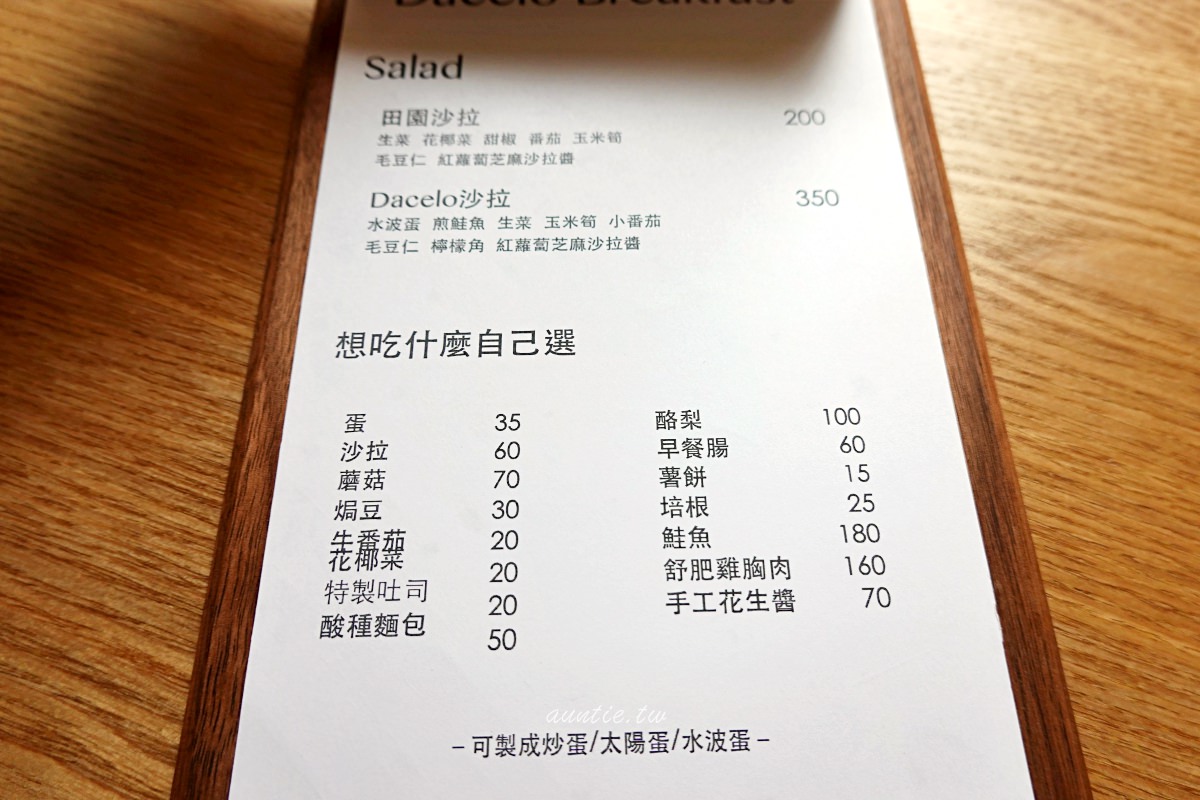 Dacelo Breakfast
Salad
田園沙拉 200
生菜 花椰菜 甜椒 番茄 玉米筍
毛豆仁 紅蘿蔔芝麻沙拉醬
Dacelo沙拉 350
水波蛋 煎鮭魚 生菜 玉米筍 小番茄
毛豆仁 檸檬角 紅蘿蔔芝麻沙拉醬
想吃什麼自己選
蛋 35
沙拉 60
蘑菇 70
焗豆 30
牛番茄 20
花椰菜 20
特製吐司 20
酸種麵包 50
酪梨 100
早餐腸 60
薯餅 15
培根 25
鮭魚 180
舒肥雞胸肉 160
手工花生醬 70
auntie.tw
–可製成炒蛋/太陽蛋/水波蛋–